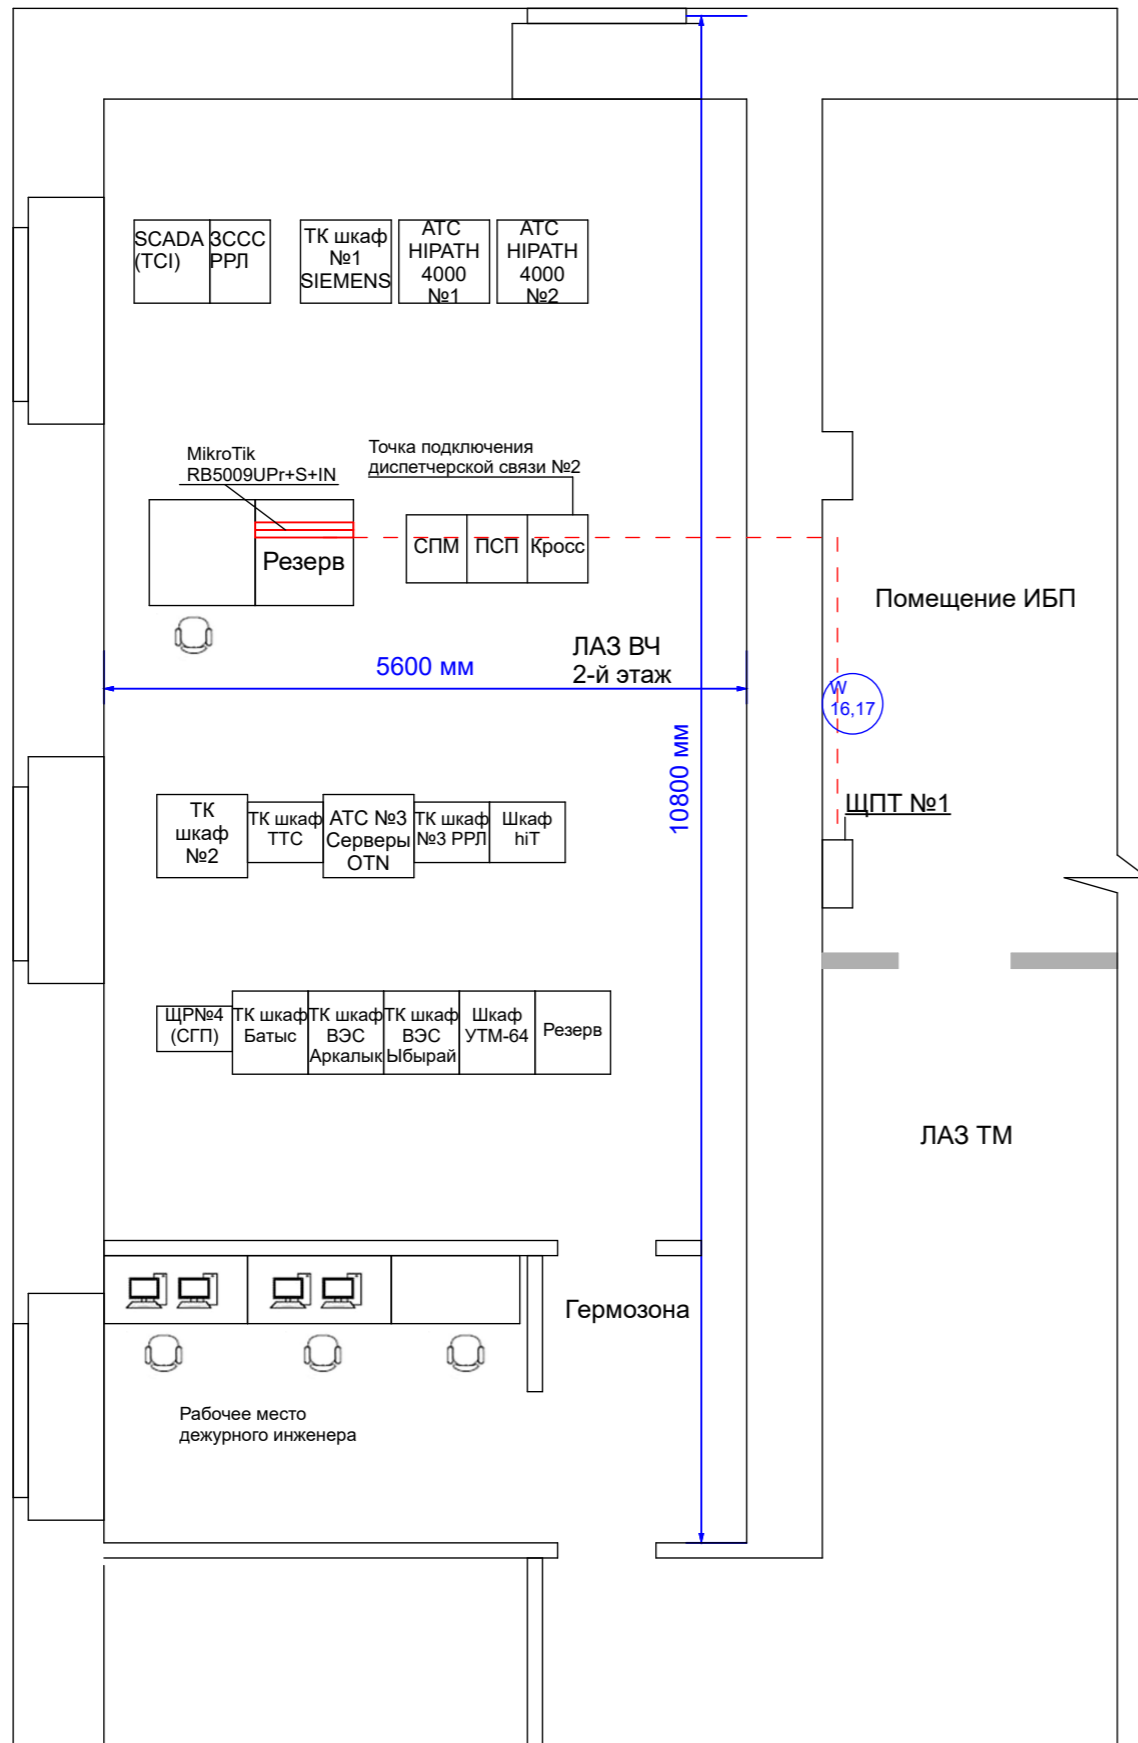 SCADA
(TCI)
ЗССС
РРЛ
ТК шкаф
№1
SIEMENS
АТС
HIPATH
4000
№1
АТС
HIPATH
4000
№2
MikroTik
RB5009UPr+S+IN
Точка подключения
диспетчерской связи №2
Резерв
СПМ
ПСП
Кросс
Помещение ИБП
ЛАЗ ВЧ
2-й этаж
5600 мм
W
16,17
10800 мм
ЩПТ №1
ТК
шкаф
№2
ТК шкаф
ТТС
АТС №3
Серверы
OTN
ТК шкаф
№3 РРЛ
Шкаф
hiT
ЩР№4
(СГП)
ТК шкаф
Батыс
ТК шкаф
ВЭС
Аркалык
ТК шкаф
ВЭС
Ыбырай
Шкаф
УТМ-64
Резерв
ЛАЗ ТМ
Гермозона
Рабочее место
дежурного инженера